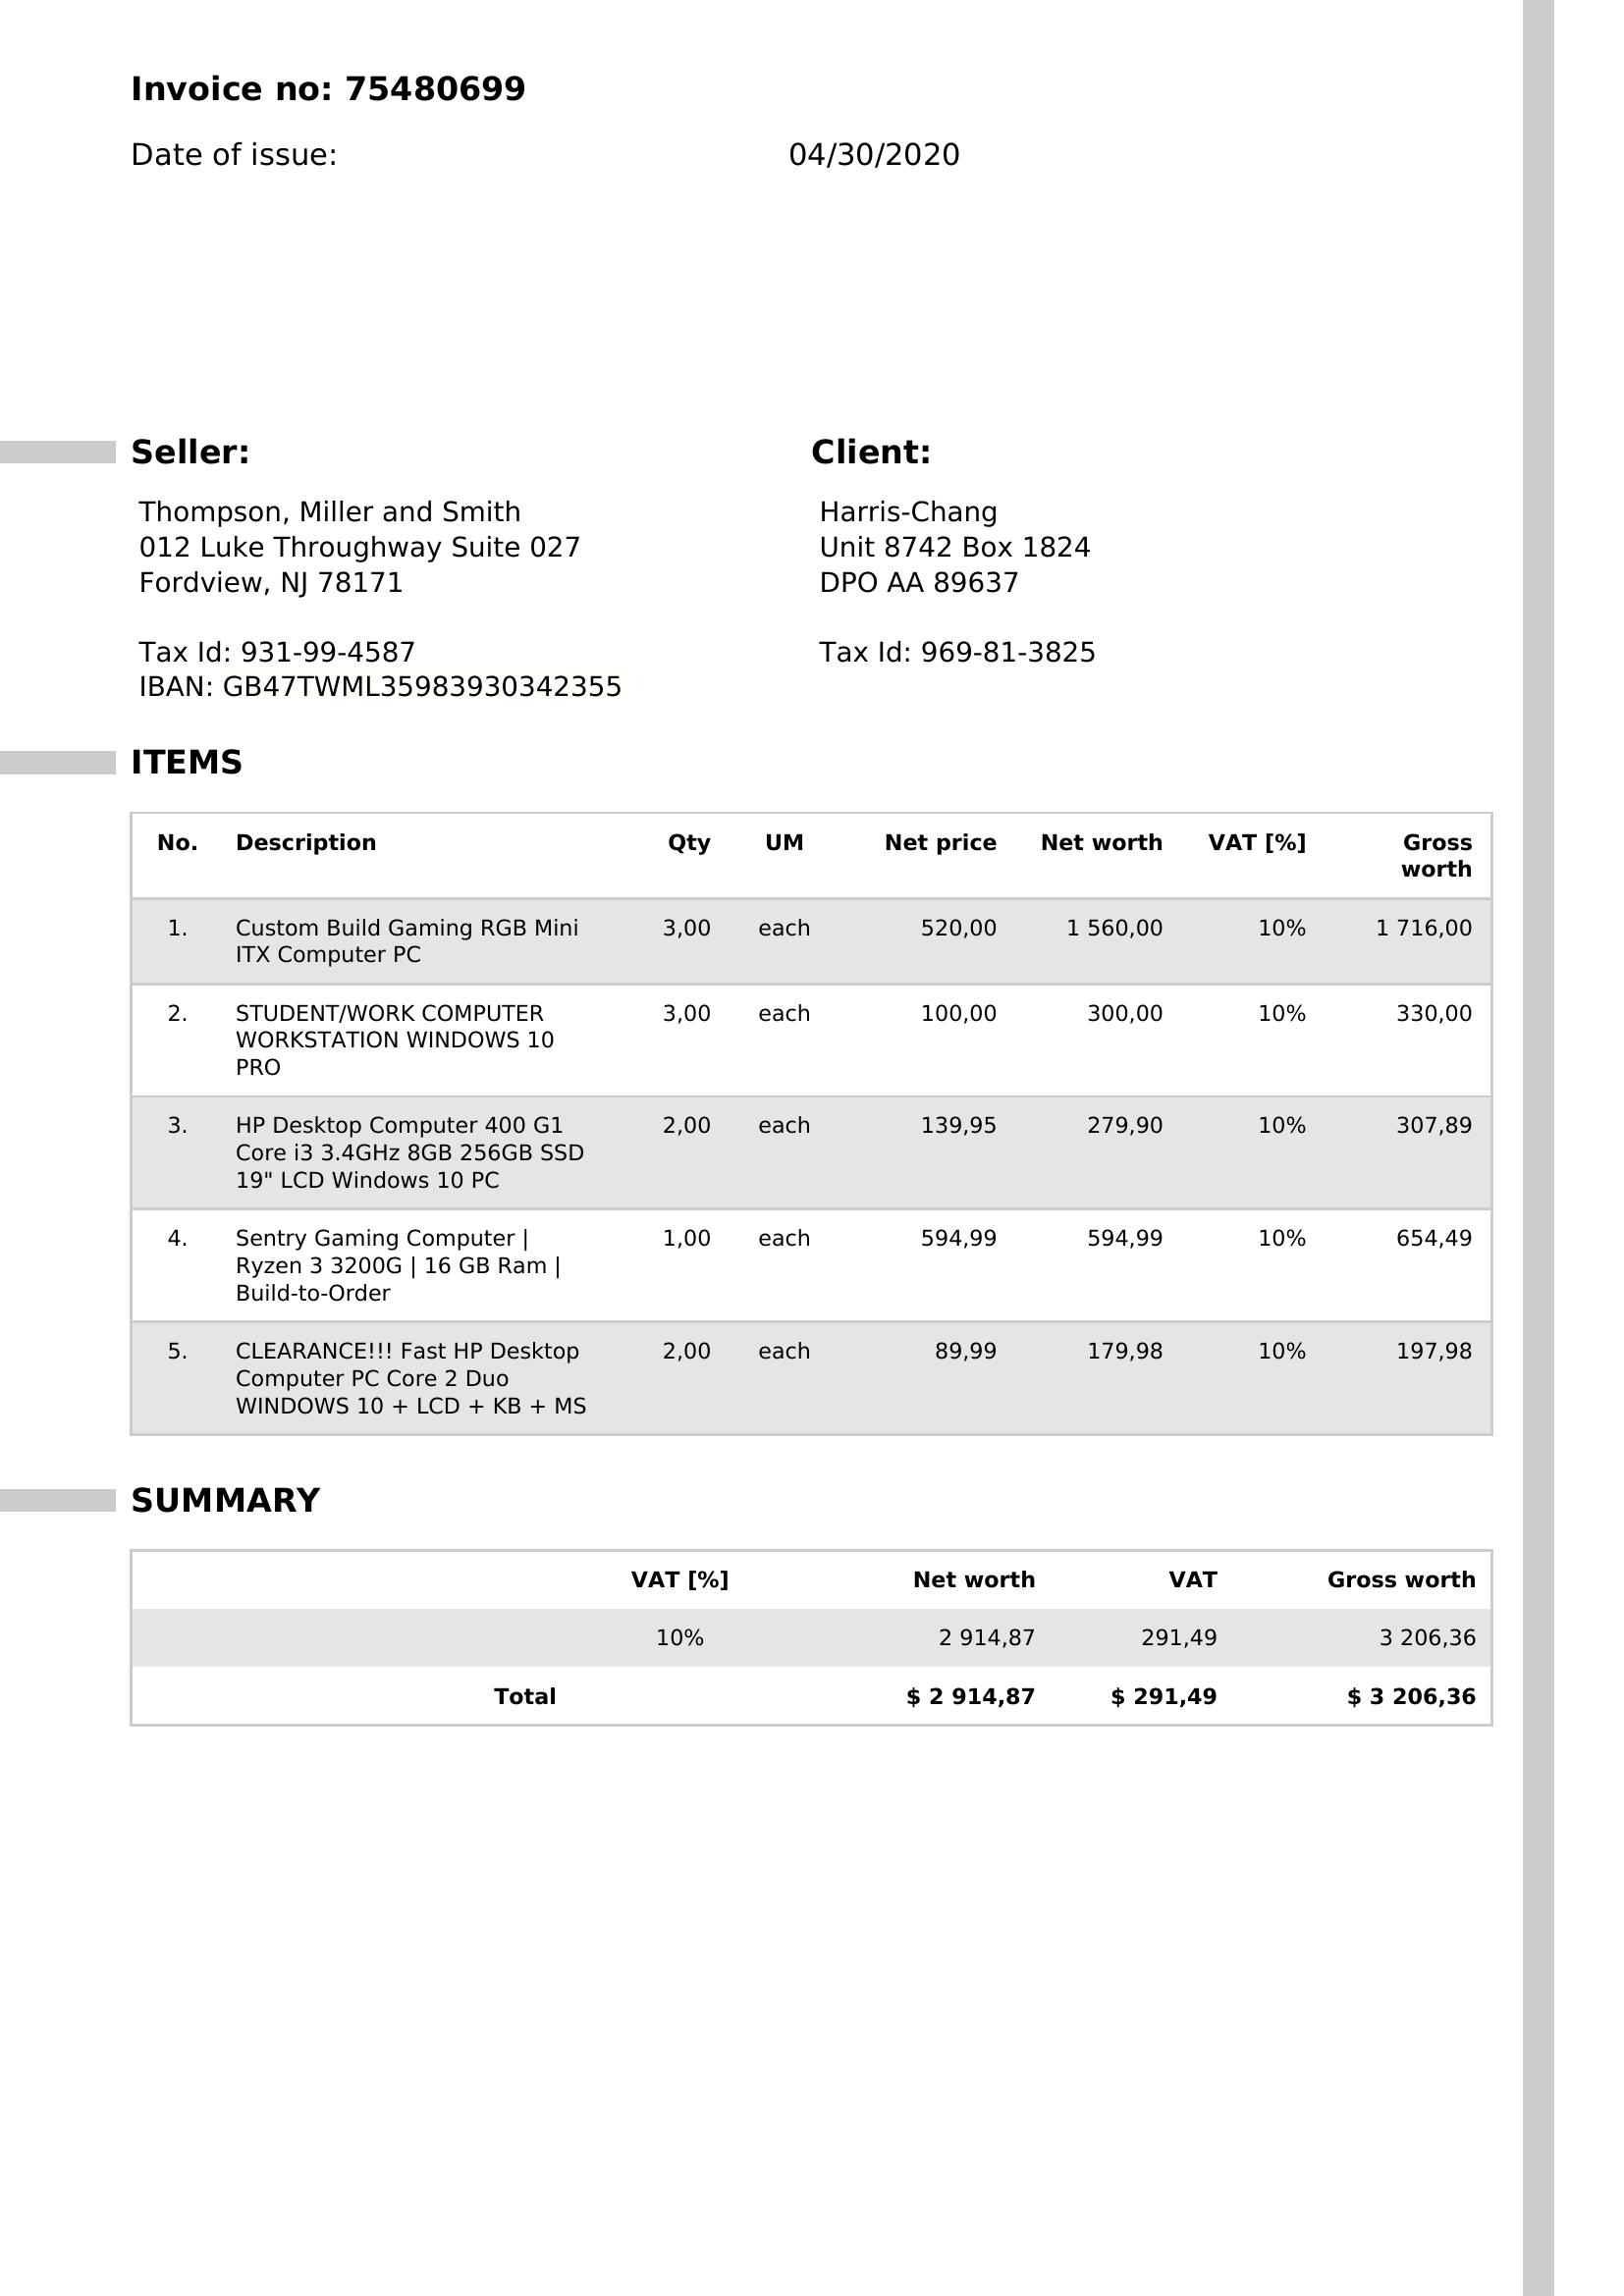 Invoice no: 75480699
Date of issue: 04/30/2020
Seller:
Thompson, Miller and Smith
012 Luke Throughway Suite 027
Fordview, NJ 78171
Tax Id: 931-99-4587
IBAN: GB47TWML35983930342355
Client:
Harris-Chang
Unit 8742 Box 1824
DPO AA 89637
Tax Id: 969-81-3825
ITEMS
No. Description Qty UM Net price Net worth VAT [%] Gross
worth
1. Custom Build Gaming RGB Mini 3,00 each 520,00 1 560,00 10% 1 716,00
ITX Computer PC
2. STUDENT/WORK COMPUTER 3,00 each 100,00 300,00 10% 330,00
WORKSTATION WINDOWS 10
PRO
3. HP Desktop Computer 400 G1 2,00 each 139,95 279,90 10% 307,89
Core i3 3.4GHz 8GB 256GB SSD
19" LCD Windows 10 PC
4. Sentry Gaming Computer | 1,00 each 594,99 594,99 10% 654,49
Ryzen 3 3200G | 16 GB Ram |
Build-to-Order
5. CLEARANCE!!! Fast HP Desktop 2,00 each 89,99 179,98 10% 197,98
Computer PC Core 2 Duo
WINDOWS 10 + LCD + KB + MS
SUMMARY
VAT [%] Net worth VAT Gross worth
10% 2 914,87 291,49 3 206,36
Total $ 2 914,87 $ 291,49 $ 3 206,36